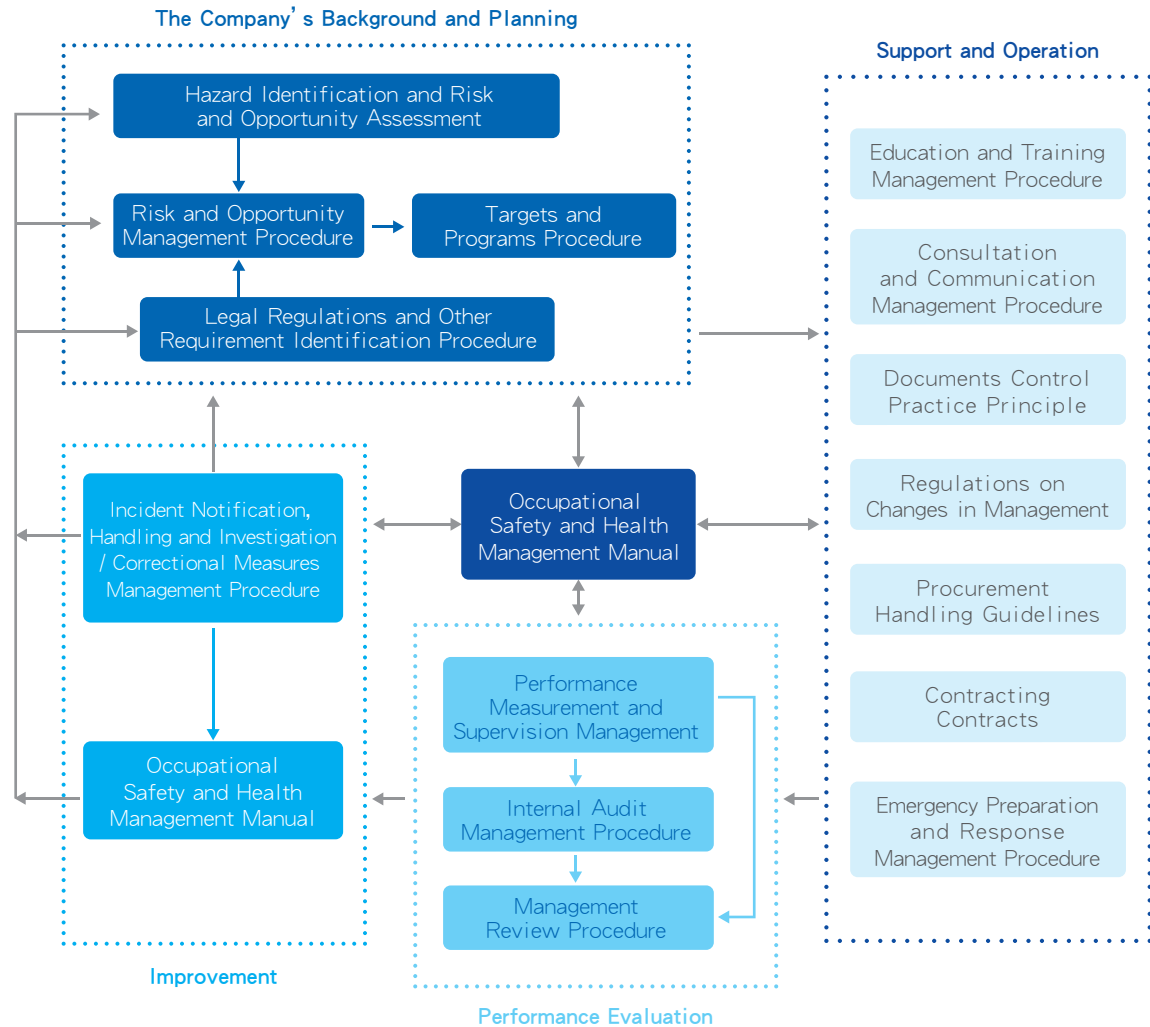 The Company's Background and Planning
Hazard Identification and Risk
and Opportunity Assessment
Risk and Opportunity
Management Procedure
Targets and
Programs Procedure
Legal Regulations and Other
Requirement Identification Procedure
Support and Operation
Education and Training
Management Procedure
Consultation
and Communication
Management Procedure
Documents Control
Practice Principle
Regulations on
Changes in Management
Procurement
Handling Guidelines
Contracting
Contracts
Emergency Preparation
and Response
Management Procedure
Incident Notification,
Handling and Investigation
/ Correctional Measures
Management Procedure
Occupational
Safety and Health
Management Manual
Improvement
Occupational
Safety and Health
Management Manual
Performance
Measurement and
Supervision Management
Internal Audit
Management Procedure
Management
Review Procedure
Performance Evaluation